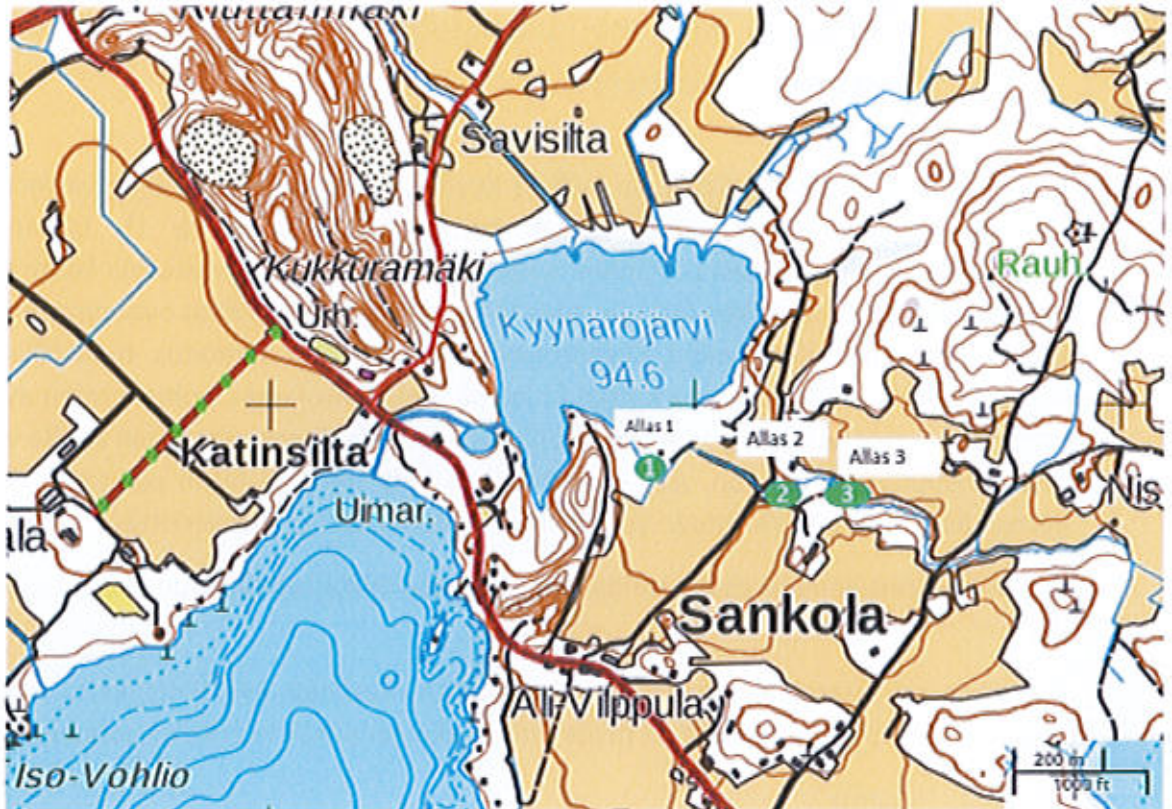 Savisilta
Kukkuramäki
Rauh
Urh.
Kyynäröjärvi
94.6
Allas 1
Allas 2
Katinsilta
Allas 3
1
2
3
Nis
Uimar.
ala
Sankola
Ali-Vilppula
200 m
1000 ft
Iso-Vohlio